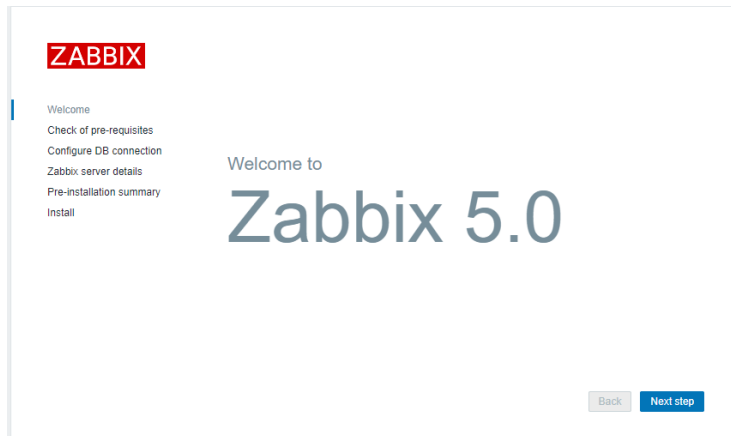 ZABBIX
Welcome
Check of pre-requisites
Configure DB connection
Zabbix server details
Pre-installation summary
Install
Welcome to
Zabbix 5.0
Back
Next step